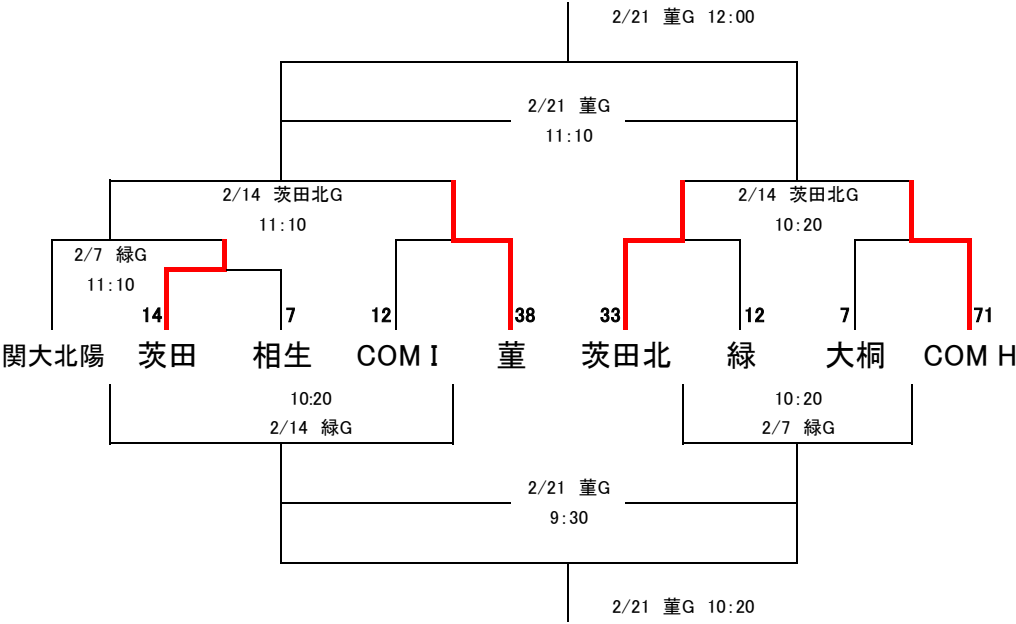 2/21 菫G 12:00
2/21 菫G
11:10
2/14 茨田北G
11:10
2/14 茨田北G
10:20
2/7 緑G
11:10
14 7 12 38 33 12 7 71
関大北陽 茨田 相生 COM I 菫 茨田北 緑 大桐 COM H
10:20
2/14 緑G
10:20
2/7 緑G
2/21 菫G
9:30
2/21 菫G 10:20